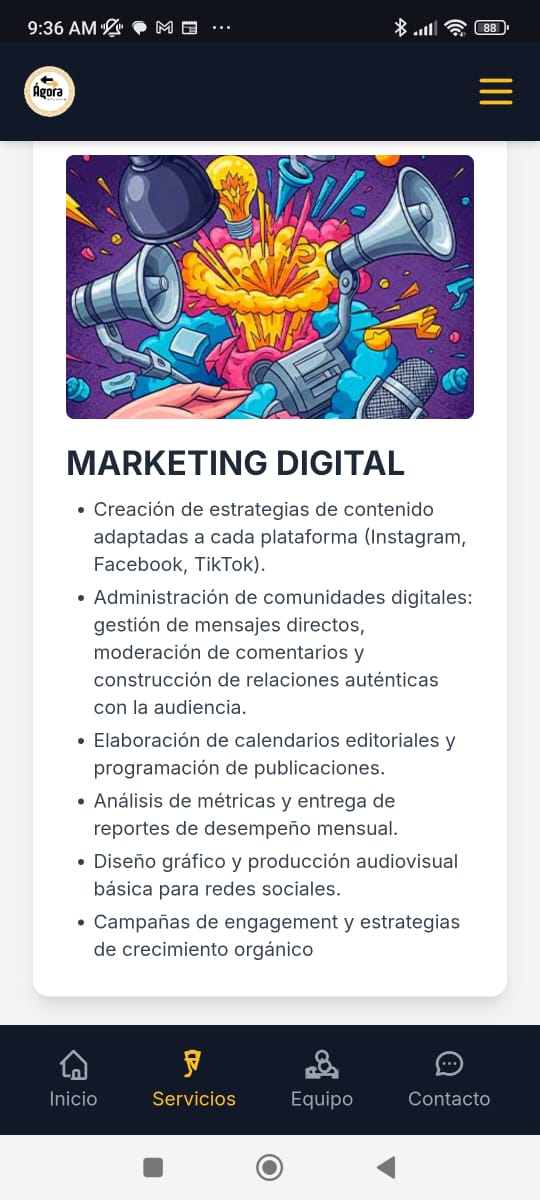 9:36 AM
88
Ágora
MARKETING DIGITAL
• Creación de estrategias de contenido
adaptadas a cada plataforma (Instagram,
Facebook, TikTok).
• Administración de comunidades digitales:
gestión de mensajes directos,
moderación de comentarios y
construcción de relaciones auténticas
con la audiencia.
• Elaboración de calendarios editoriales y
programación de publicaciones.
• Análisis de métricas y entrega de
reportes de desempeño mensual.
• Diseño gráfico y producción audiovisual
básica para redes sociales.
• Campañas de engagement y estrategias
de crecimiento orgánico
Inicio
Servicios
Equipo
Contacto